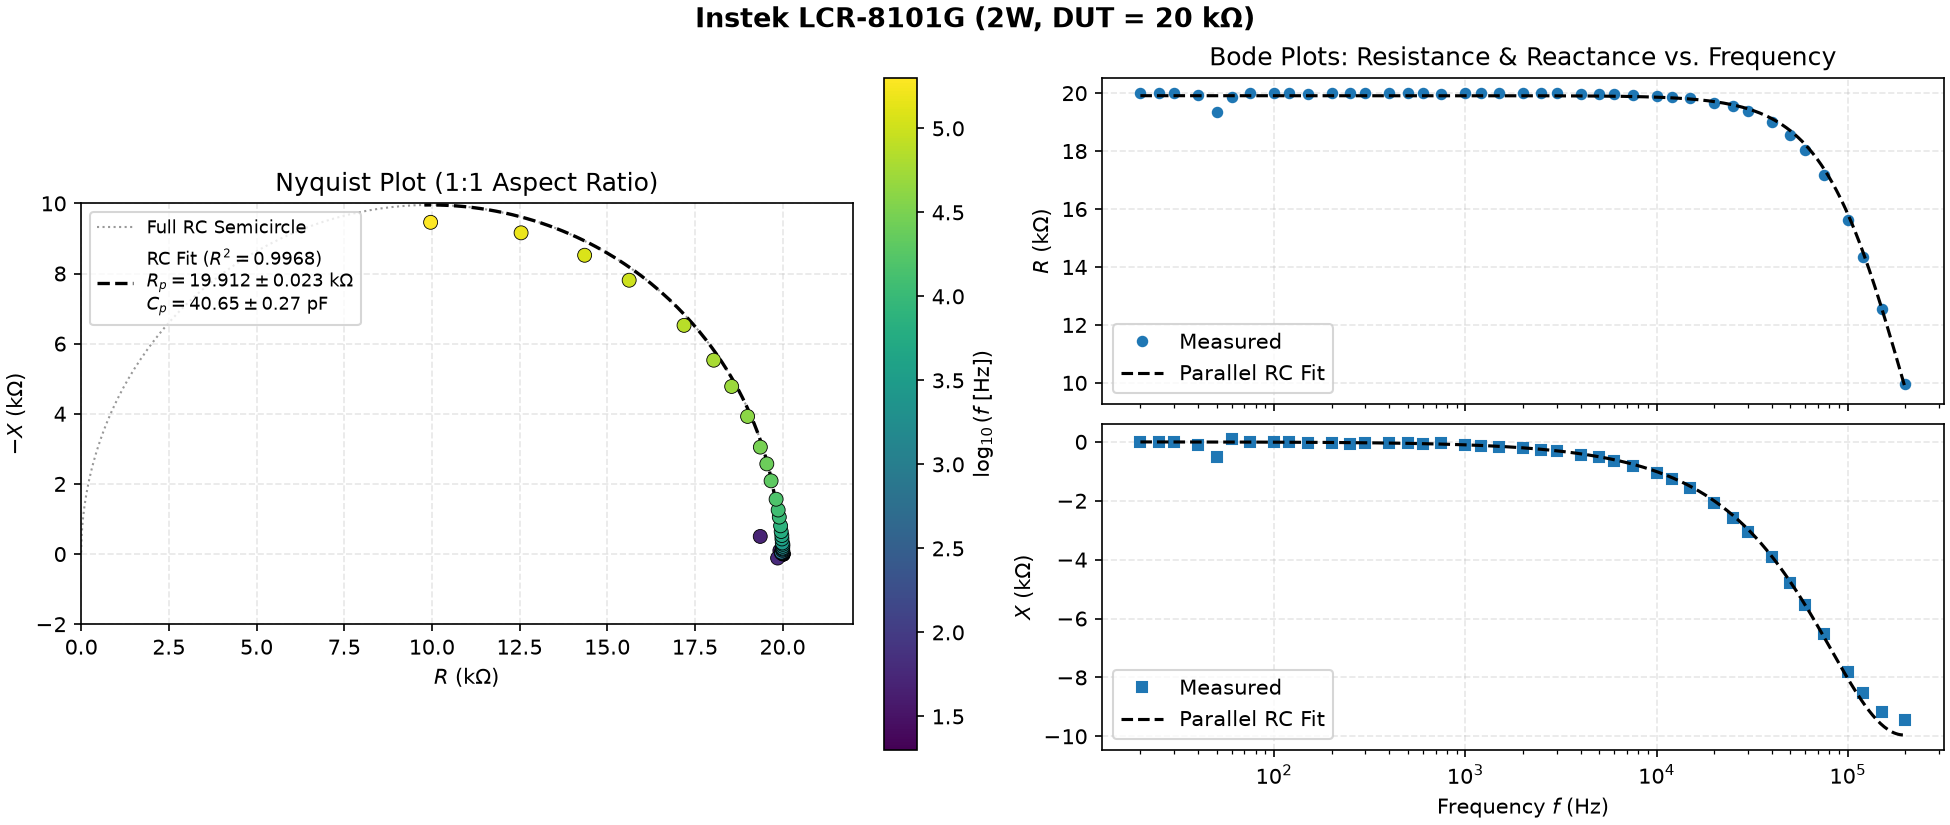 Instek LCR-8101G (2W, DUT = 20 kΩ)
Nyquist Plot (1:1 Aspect Ratio)
10
8
6
4
2
0
−2
−X (kΩ)
Full RC Semicircle
RC Fit (R² = 0.9968)
Rₚ = 19.912 ± 0.023 kΩ
Cₚ = 40.65 ± 0.27 pF
0.0 2.5 5.0 7.5 10.0 12.5 15.0 17.5 20.0
R (kΩ)
5.0
4.5
4.0
3.5
3.0
2.5
2.0
1.5
log₁₀(f [Hz])
Bode Plots: Resistance & Reactance vs. Frequency
20
18
16
14
12
10
R (kΩ)
Measured
Parallel RC Fit
0
−2
−4
−6
−8
−10
X (kΩ)
Measured
Parallel RC Fit
10² 10³ 10⁴ 10⁵
Frequency f (Hz)